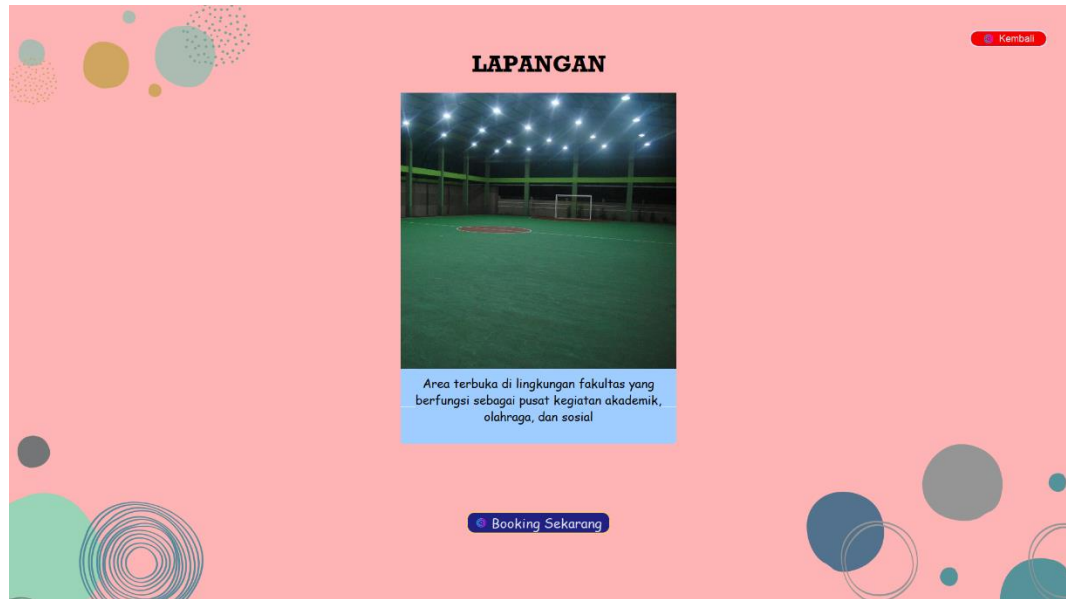 Kembali
LAPANGAN
Area terbuka di lingkungan fakultas yang
berfungsi sebagai pusat kegiatan akademik,
olahraga, dan sosial
Booking Sekarang